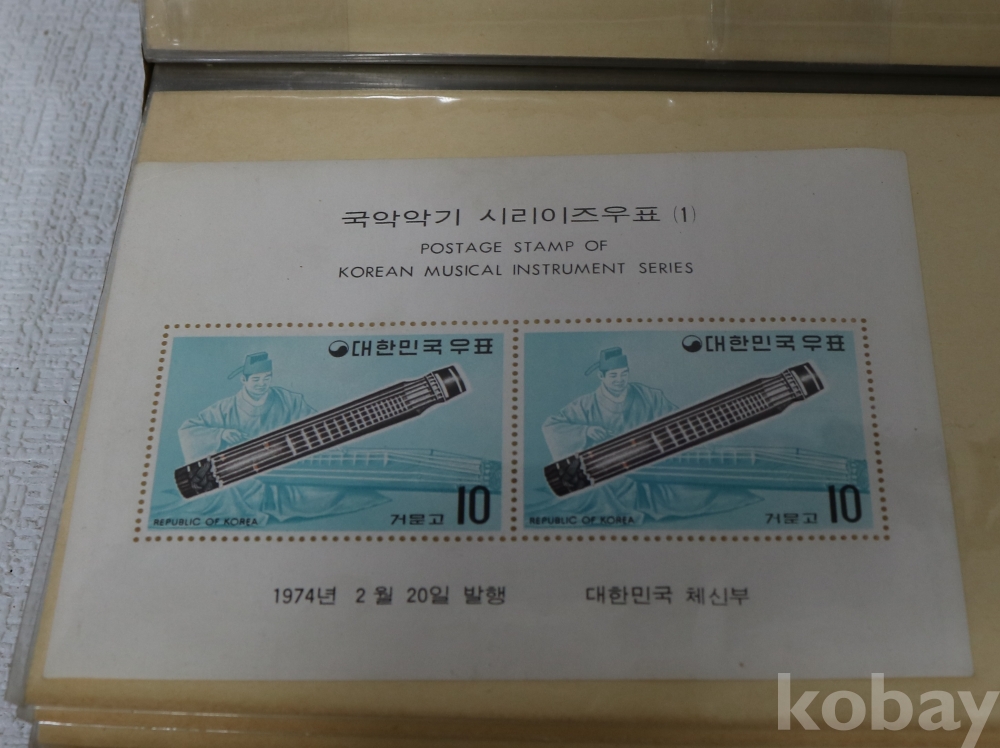 국악악기 시리이즈우표 (1)
POSTAGE STAMP OF
KOREAN MUSICAL INSTRUMENT SERIES
대한민국우표
REPUBLIC OF KOREA 거문고 10
대한민국우표
REPUBLIC OF KOREA 거문고 10
1974년 2월 20일 발행 대한민국 체신부
kobay